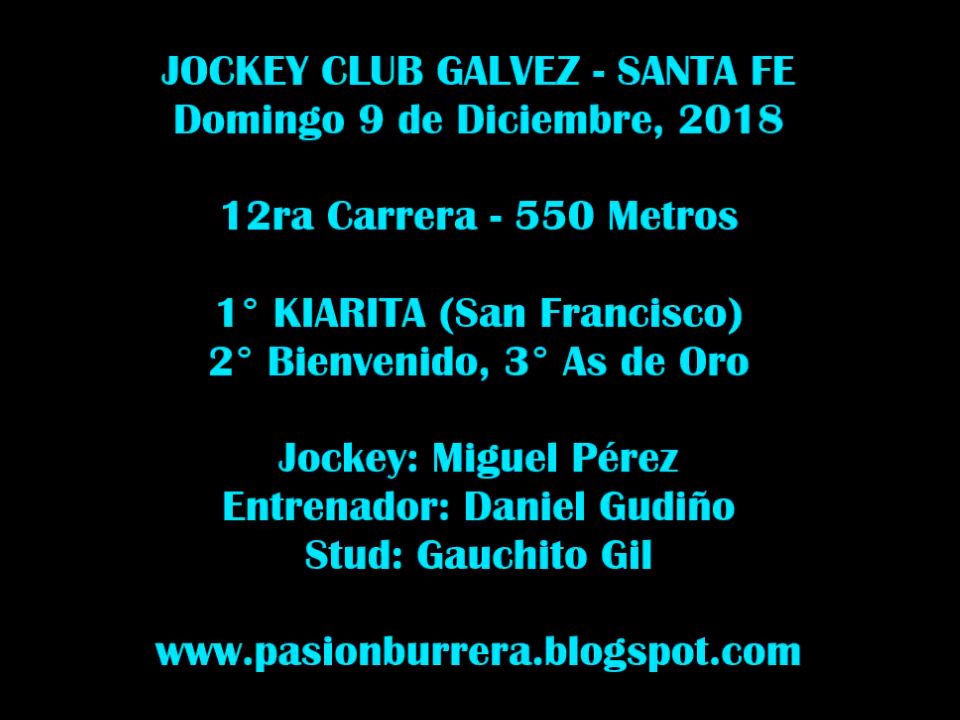 JOCKEY CLUB GALVEZ - SANTA FE
Domingo 9 de Diciembre, 2018
12ra Carrera - 550 Metros
1° KIARITA (San Francisco)
2° Bienvenido, 3° As de Oro
Jockey: Miguel Pérez
Entrenador: Daniel Gudiño
Stud: Gauchito Gil
www.pasionburrera.blogspot.com